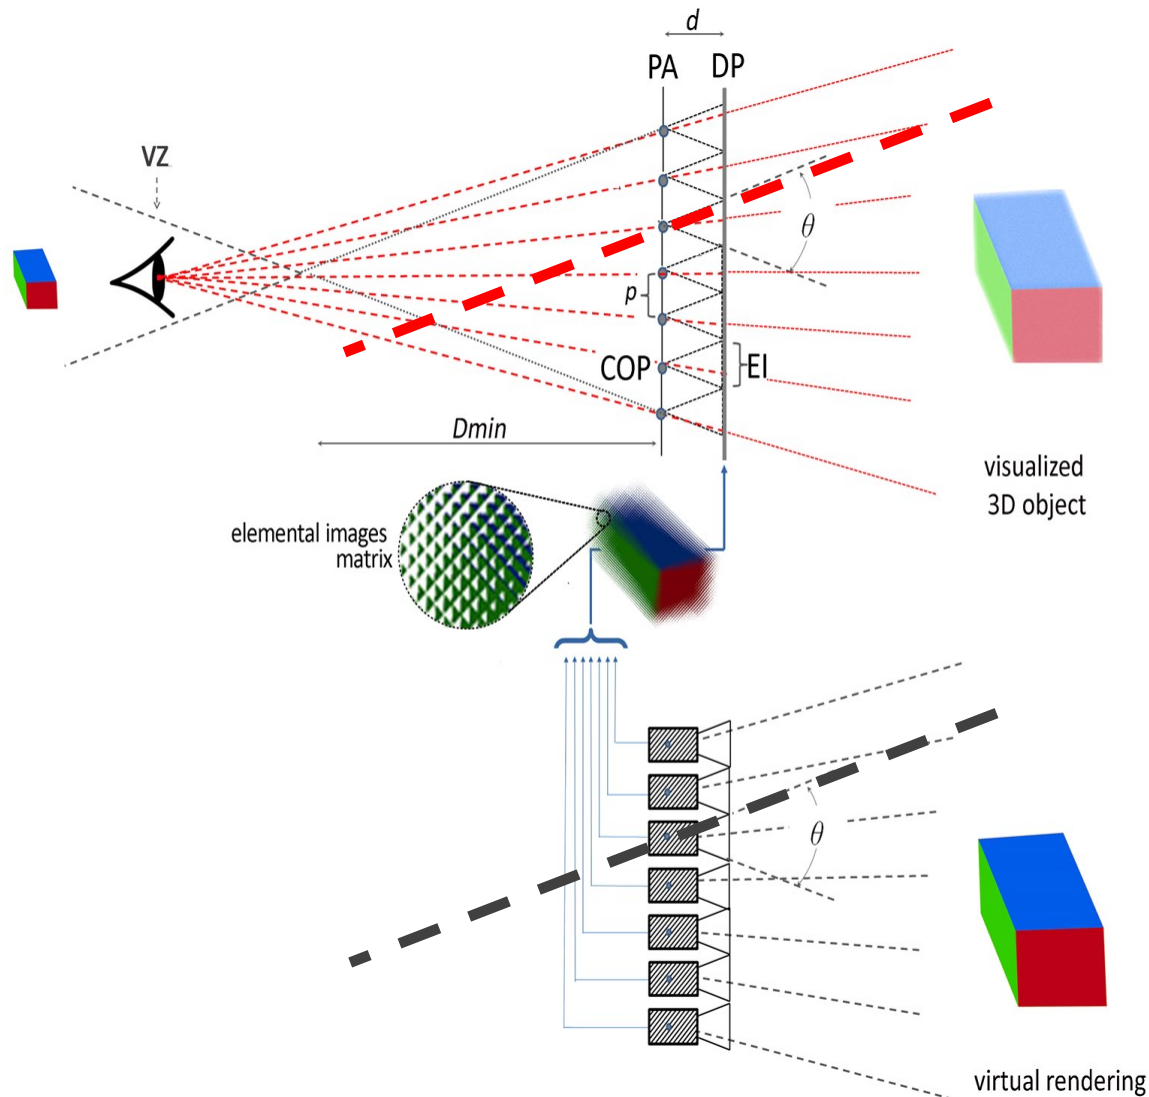 d
PA
DP
VZ
θ
p
COP
EI
Dmin
visualized
3D object
elemental images
matrix
θ
virtual rendering